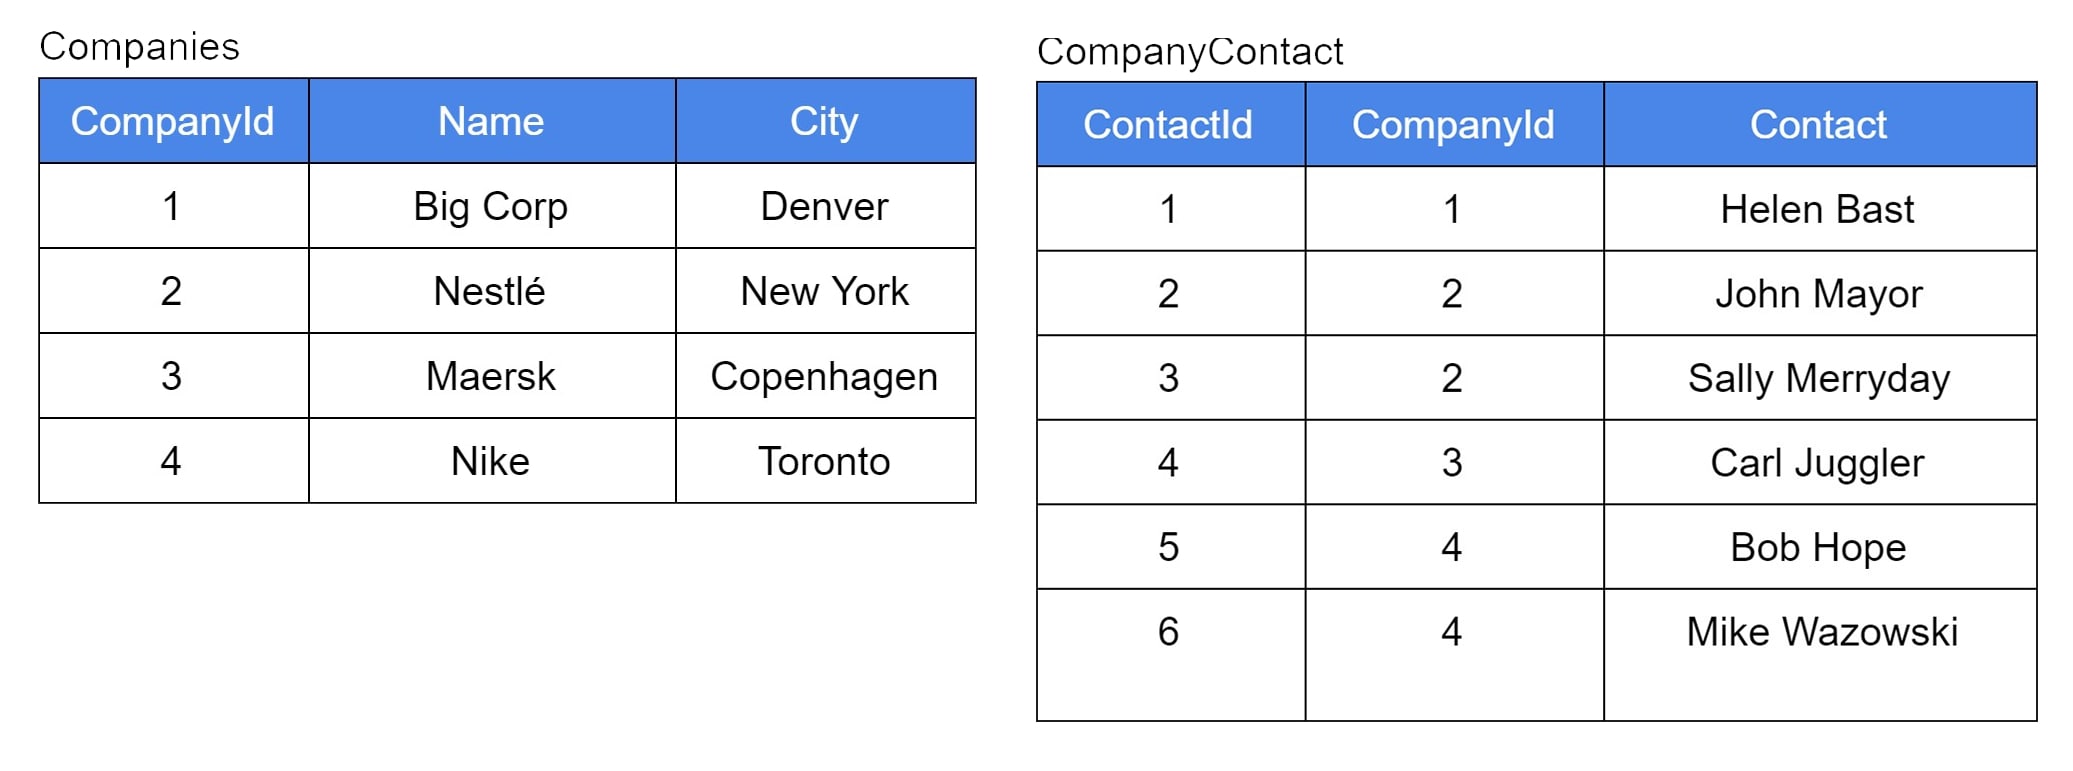 Companies
CompanyId Name City
1 Big Corp Denver
2 Nestlé New York
3 Maersk Copenhagen
4 Nike Toronto
CompanyContact
ContactId CompanyId Contact
1 1 Helen Bast
2 2 John Mayor
3 2 Sally Merryday
4 3 Carl Juggler
5 4 Bob Hope
6 4 Mike Wazowski